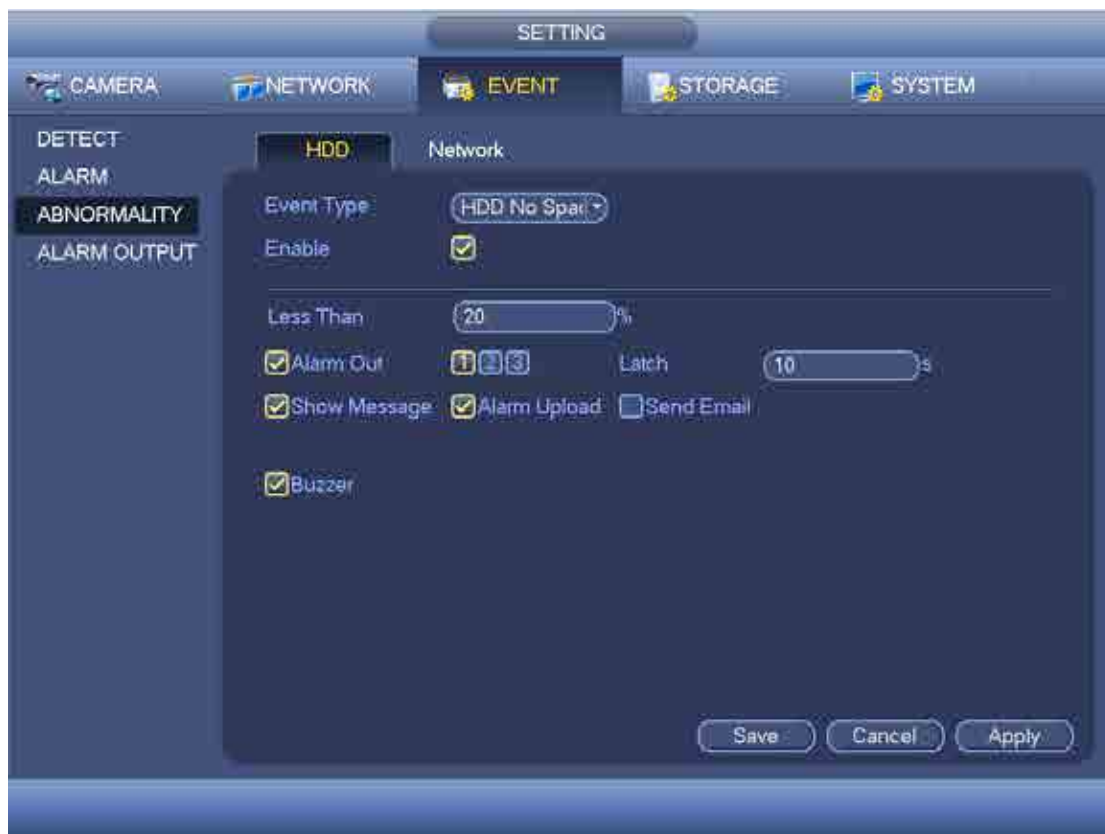 SETTING
CAMERA NETWORK EVENT STORAGE SYSTEM
DETECT
ALARM
ABNORMALITY
ALARM OUTPUT
HDD Network
Event Type HDD No Spac
Enable
Less Than 20 %
Alarm Out 1 2 3 Latch 10 s
Show Message Alarm Upload Send Email
Buzzer
Save Cancel Apply